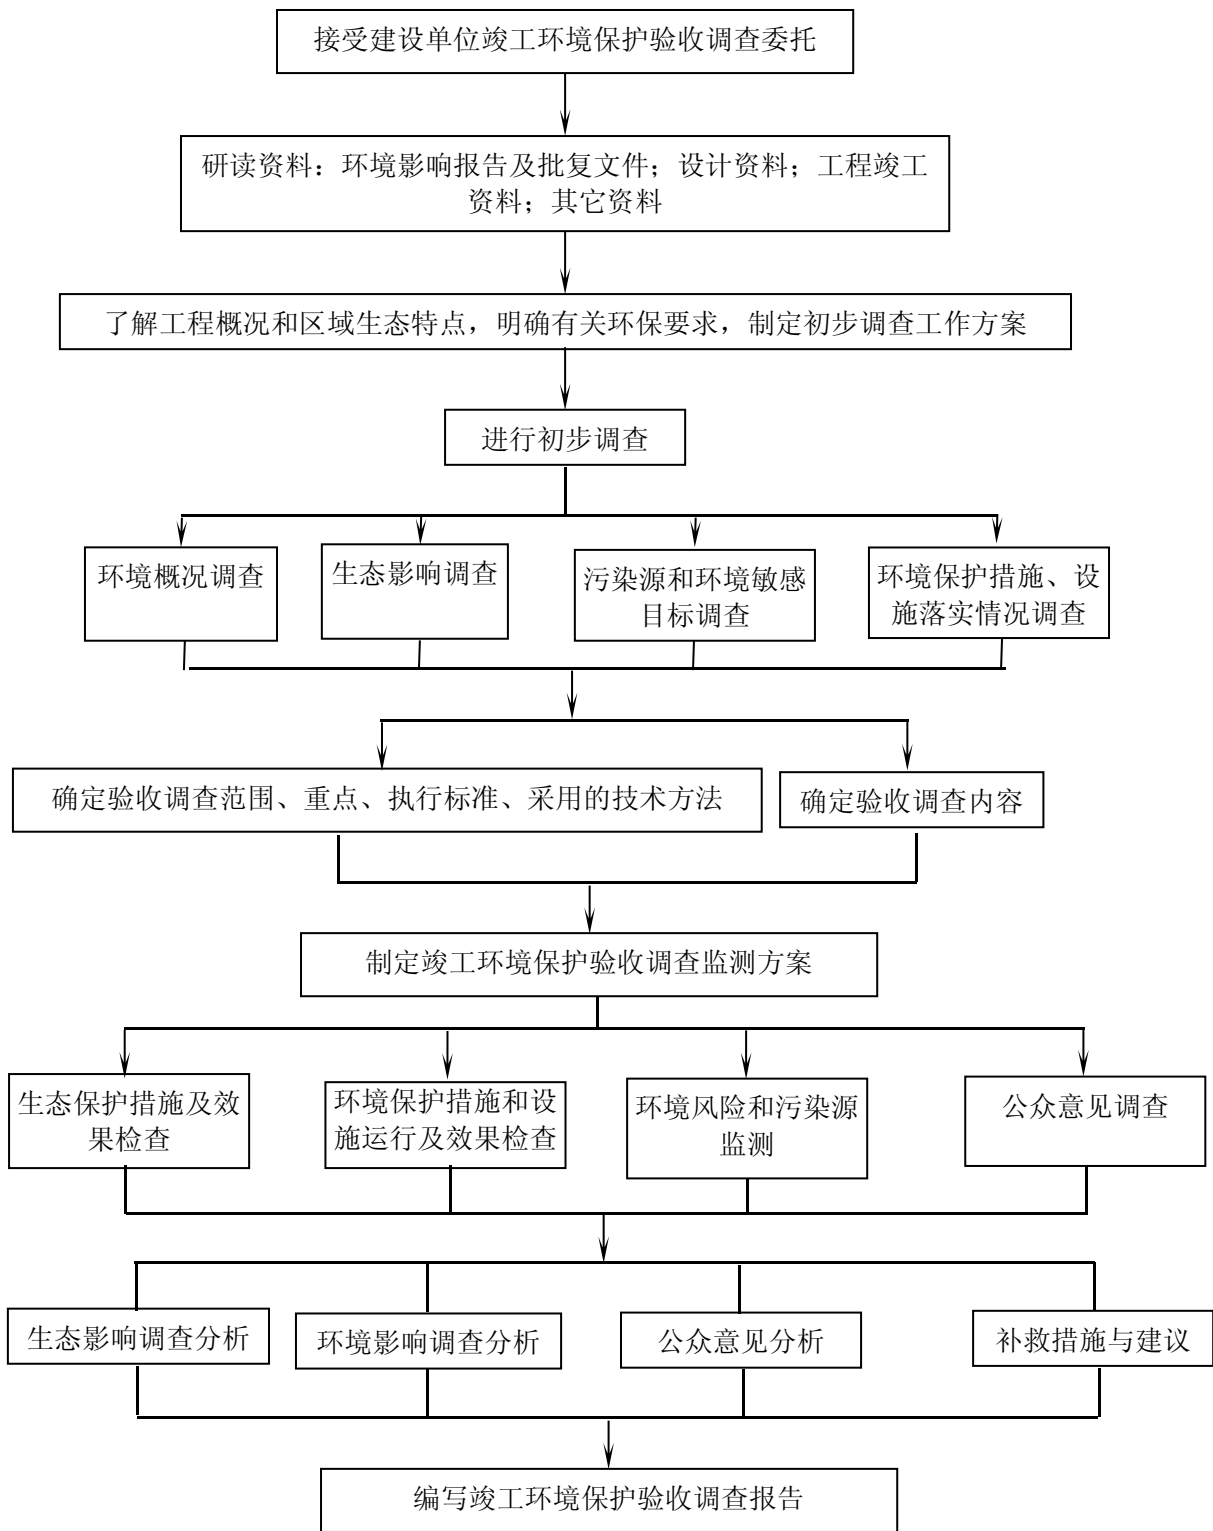 接受建设单位竣工环境保护验收调查委托
研读资料：环境影响报告及批复文件；设计资料；工程竣工
资料；其它资料
了解工程概况和区域生态特点，明确有关环保要求，制定初步调查工作方案
进行初步调查
环境概况调查
生态影响调查
污染源和环境敏感
目标调查
环境保护措施、设
施落实情况调查
确定验收调查范围、重点、执行标准、采用的技术方法
确定验收调查内容
制定竣工环境保护验收调查监测方案
生态保护措施及效
果检查
环境保护措施和设
施运行及效果检查
环境风险和污染源
监测
公众意见调查
生态影响调查分析
环境影响调查分析
公众意见分析
补救措施与建议
编写竣工环境保护验收调查报告